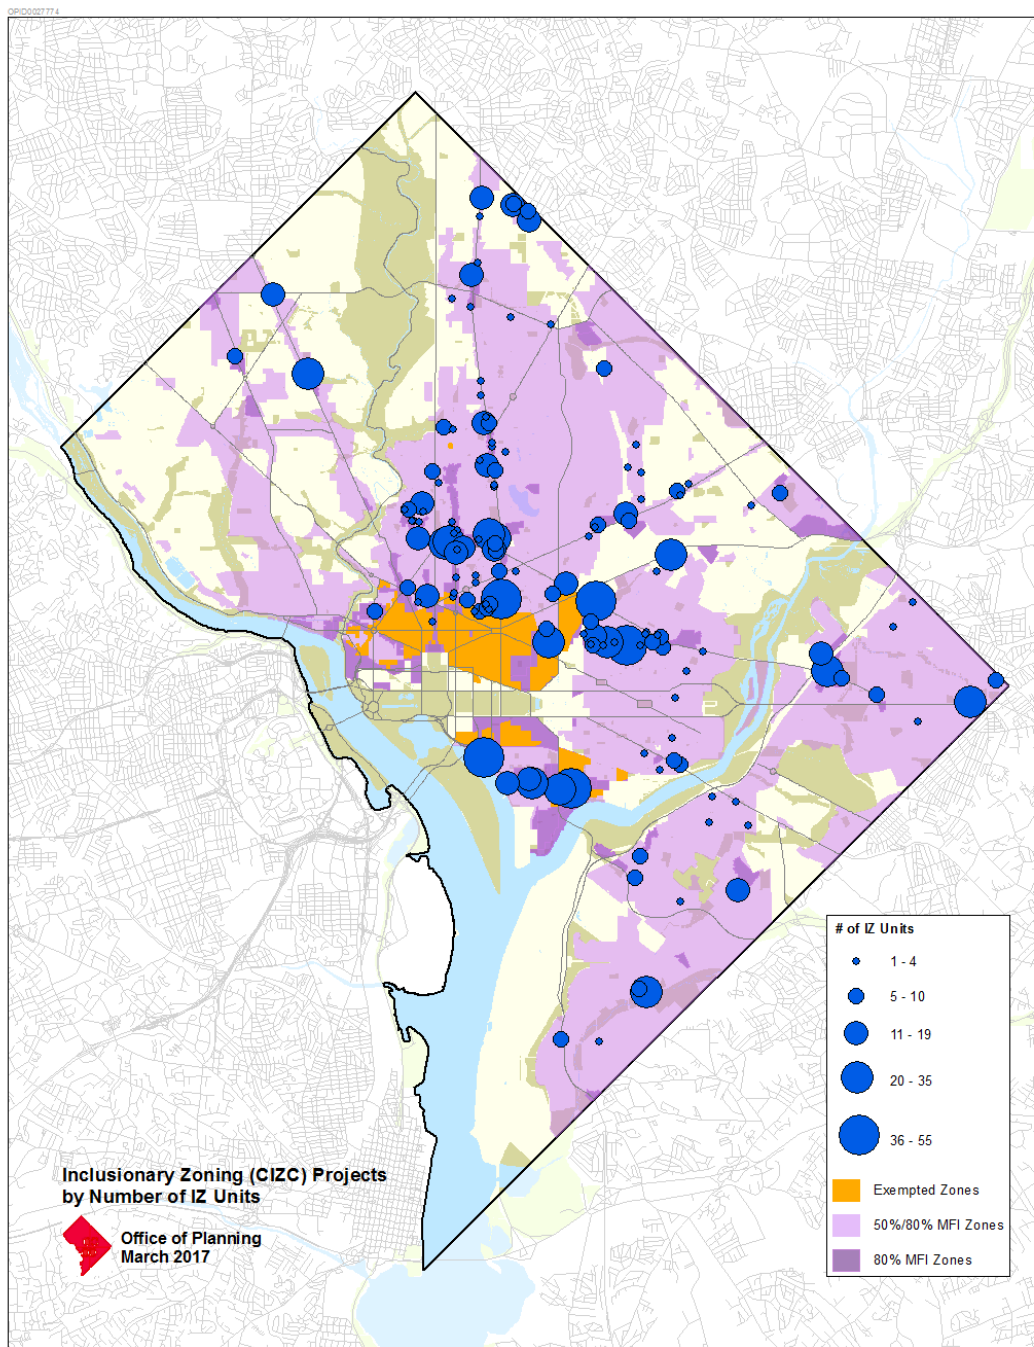 OPID0027774
# of IZ Units
1 - 4
5 - 10
11 - 19
20 - 35
36 - 55
Exempted Zones
50%/80% MFI Zones
80% MFI Zones
Inclusionary Zoning (CIZC) Projects
by Number of IZ Units
Office of Planning
March 2017